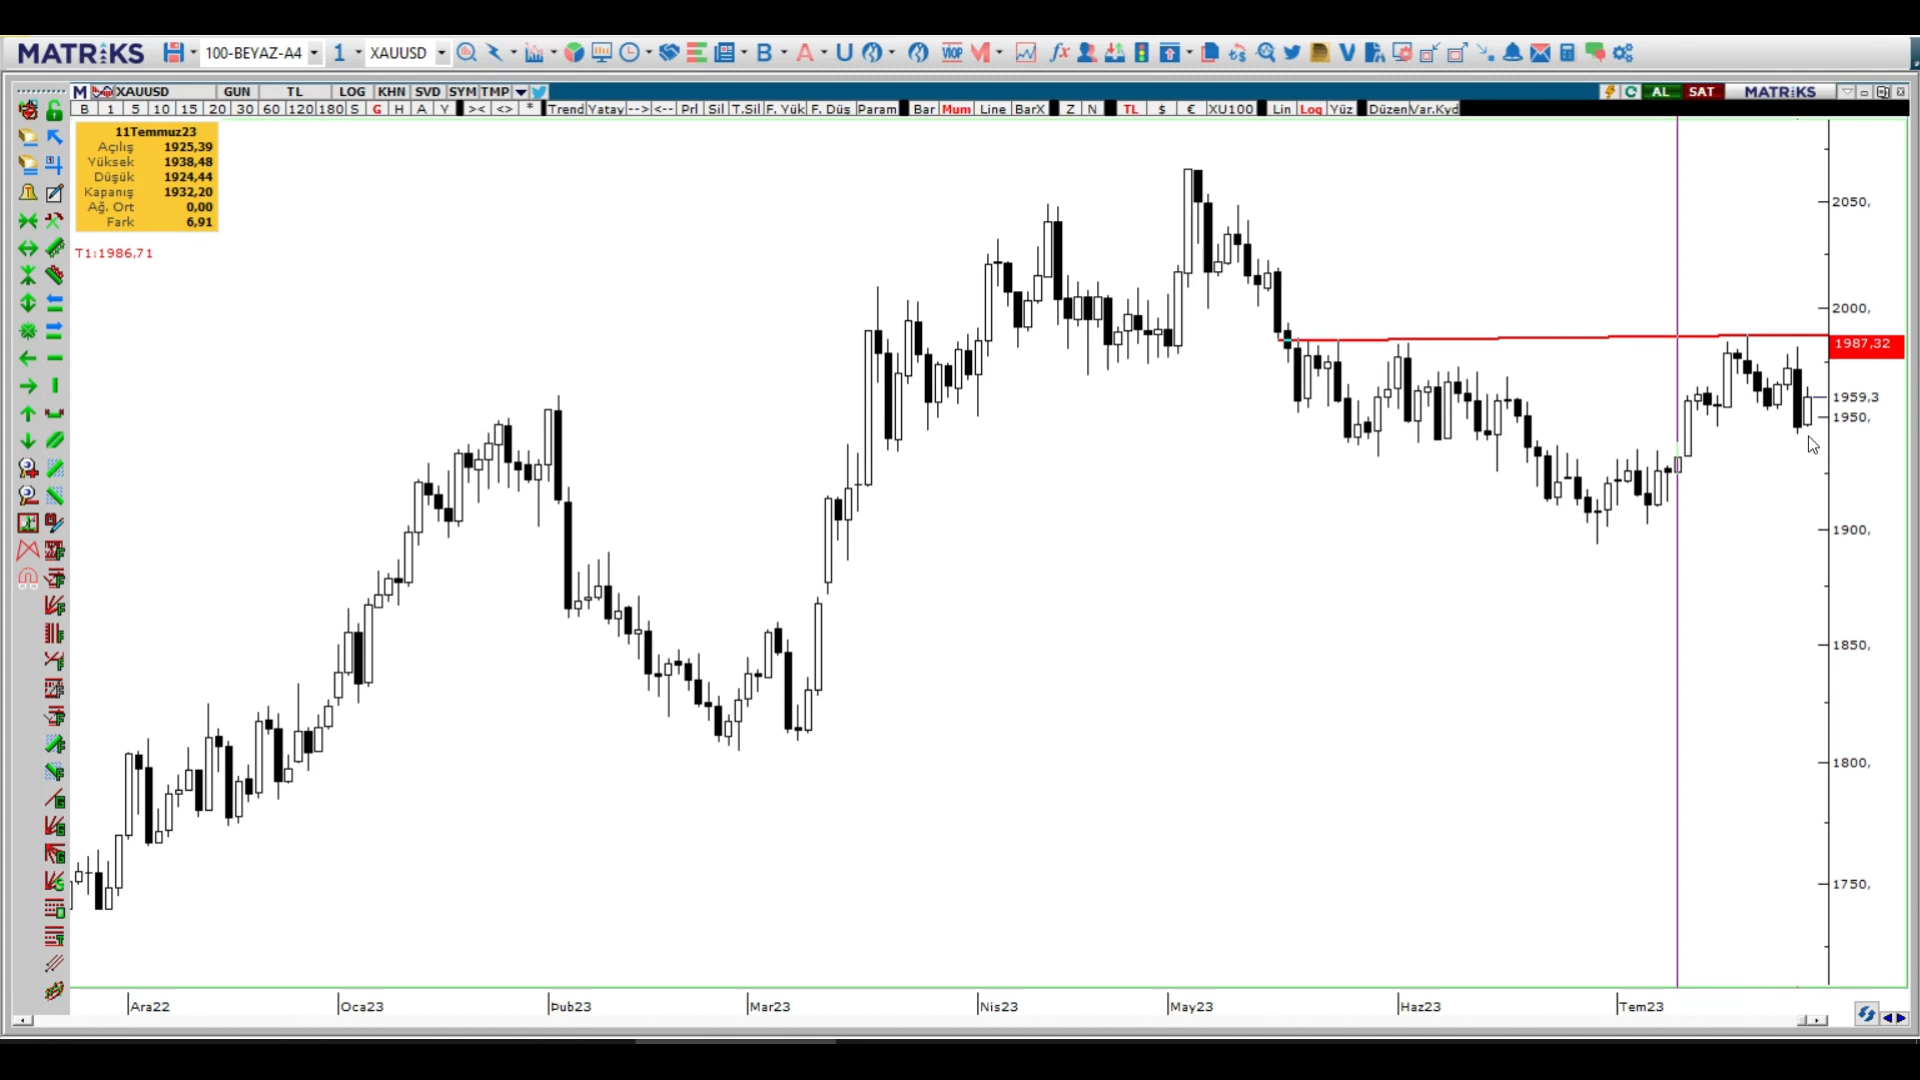 MATRİKS 100-BEYAZ-A4 1 XAUUSD B A U VIOP M fx V
M XAUUSD GUN TL LOG KHN SVD SYM TMP AL SAT MATRİKS
B 1 5 10 15 20 30 60 120 180 S G H A Y >< <> * Trend Yatay --> <-- Prl Sil T.Sil F. Yük F. Düş Param Bar Mum Line BarX Z N TL $ € XU100 Lin Log Yüz Düzen Var.Kyd
11Temmuz23
Açılış 1925,39
Yüksek 1938,48
Düşük 1924,44
Kapanış 1932,20
Ağ. Ort 0,00
Fark 6,91
T1:1986,71
2050,
2000,
1987,32
1959,3
1950,
1900,
1850,
1800,
1750,
Ara22 Oca23 Þub23 Mar23 Nis23 May23 Haz23 Tem23